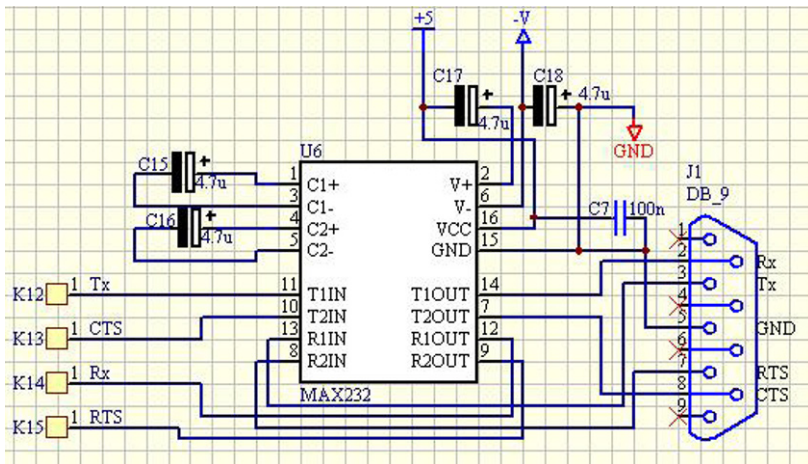 +5 -V
C17 + 4.7u
C18 + 4.7u
GND
U6
C15 + 4.7u
C16 + 4.7u
1 C1+ V+ 2
3 C1- V- 6
4 C2+ VCC 16
5 C2- GND 15
11 T1IN T1OUT 14
10 T2IN T2OUT 7
13 R1IN R1OUT 12
8 R2IN R2OUT 9
MAX232
C7 100n
J1
DB_9
1
2 Rx
3 Tx
4
5 GND
6
7 RTS
8 CTS
9
K12 1 Tx
K13 1 CTS
K14 1 Rx
K15 1 RTS